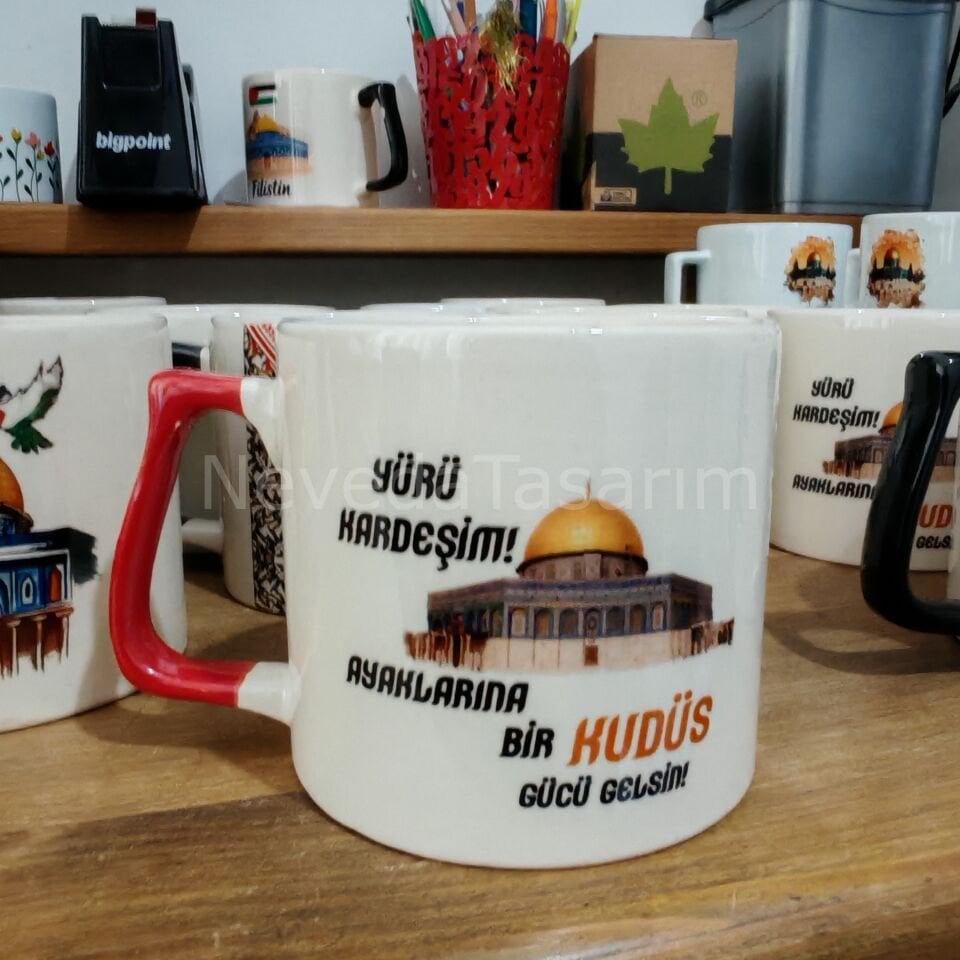 bigpoint
Filistin
®
NevedaTasarım
YÜRÜ
KARDEŞİM!
AYAKLARINA
BİR KUDÜS
GÜCÜ GELSİN!
YÜRÜ
KARDEŞİM!
AYAKLARINA